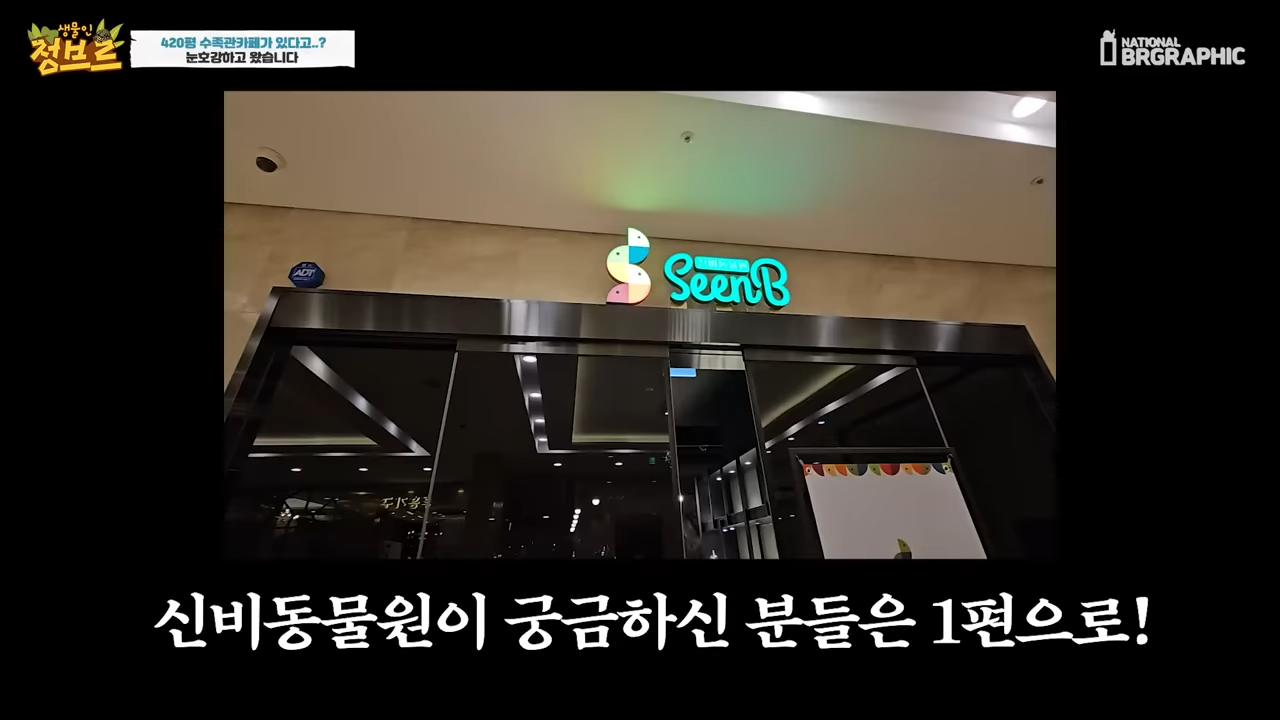 생물인
정브르
420평 수족관카페가 있다고..?
눈호강하고 왔습니다
NATIONAL
BRGRAPHIC
SeenB
ADT
신비동물원이 궁금하신 분들은 1편으로!